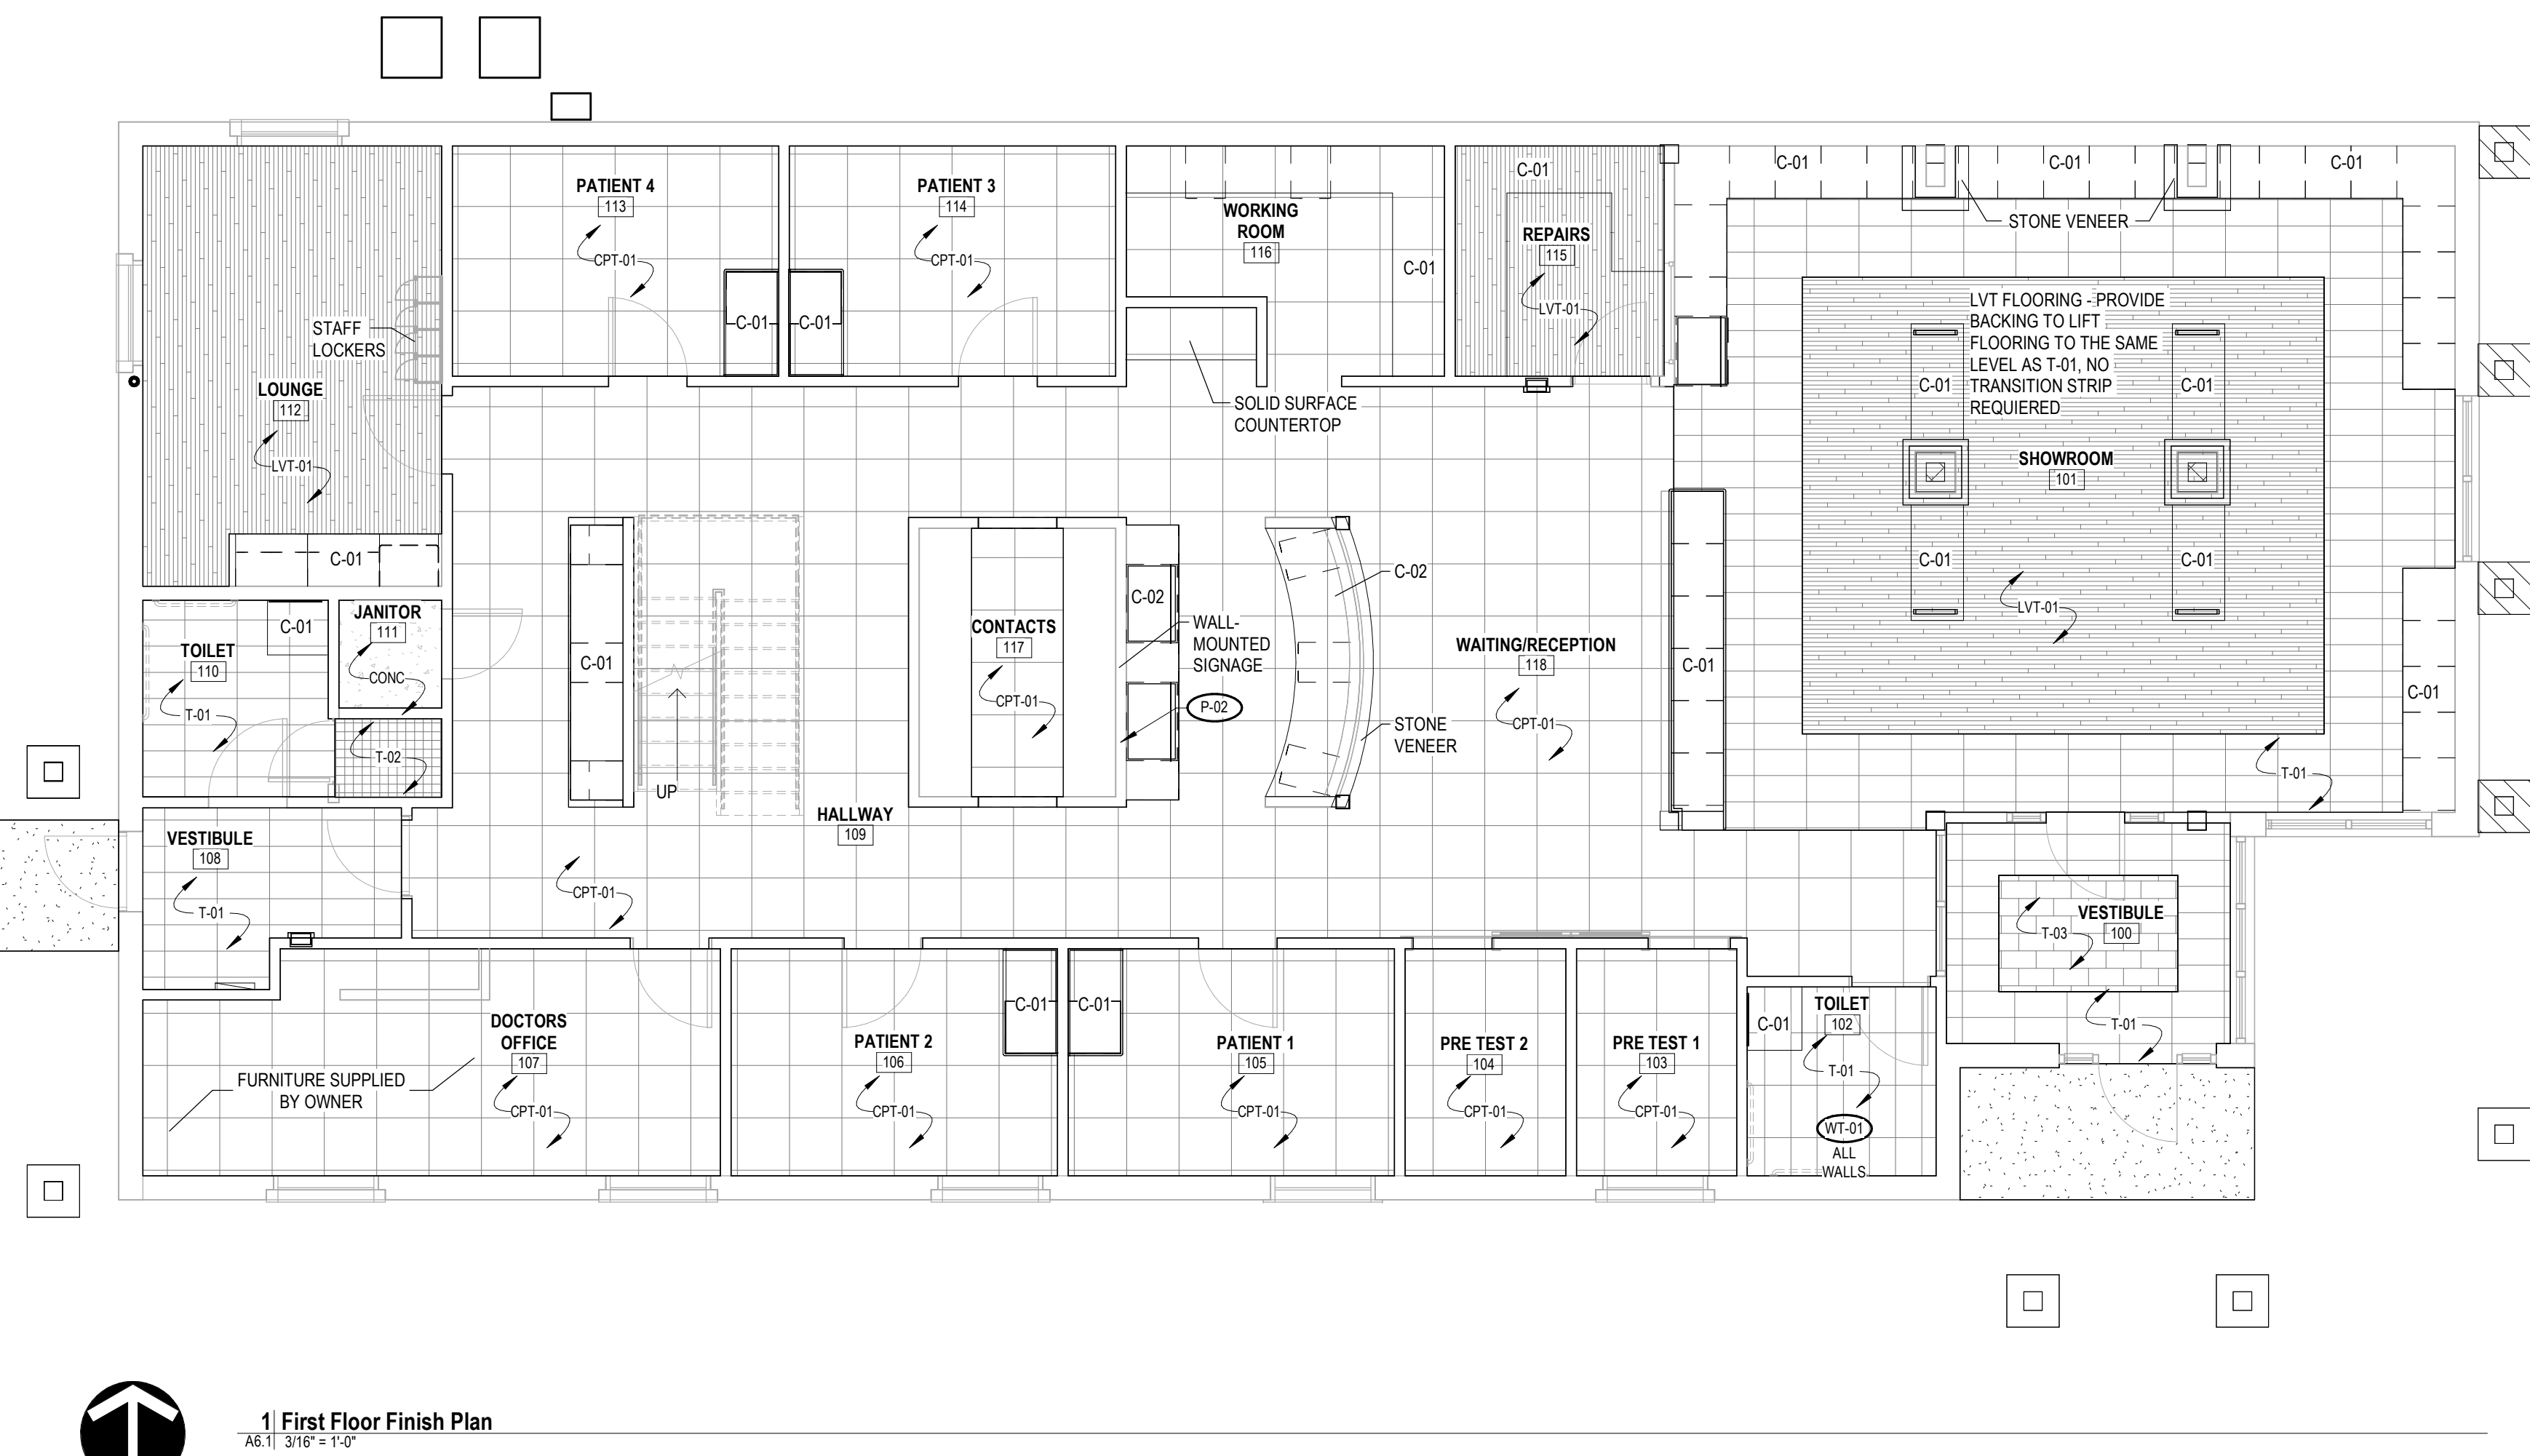 PATIENT 4
113
CPT-01
C-01
PATIENT 3
114
CPT-01
C-01
WORKING
ROOM
116
C-01
SOLID SURFACE
COUNTERTOP
C-01
REPAIRS
115
LVT-01
C-01
C-01
C-01
STONE VENEER
LVT FLOORING - PROVIDE
BACKING TO LIFT
FLOORING TO THE SAME
LEVEL AS T-01, NO
TRANSITION STRIP
REQUIERED
C-01
C-01
SHOWROOM
101
C-01
C-01
LVT-01
C-01
T-01
STAFF
LOCKERS
LOUNGE
112
LVT-01
C-01
C-01
JANITOR
111
CONC
TOILET
110
T-01
T-02
C-01
UP
CONTACTS
117
CPT-01
C-02
WALL-
MOUNTED
SIGNAGE
P-02
C-02
STONE
VENEER
WAITING/RECEPTION
118
CPT-01
C-01
HALLWAY
109
CPT-01
VESTIBULE
108
T-01
VESTIBULE
100
T-03
T-01
DOCTORS
OFFICE
107
CPT-01
FURNITURE SUPPLIED
BY OWNER
PATIENT 2
106
CPT-01
C-01
C-01
PATIENT 1
105
CPT-01
PRE TEST 2
104
CPT-01
PRE TEST 1
103
CPT-01
TOILET
102
C-01
T-01
WT-01
ALL
WALLS
1 First Floor Finish Plan
A6.1 3/16" = 1'-0"